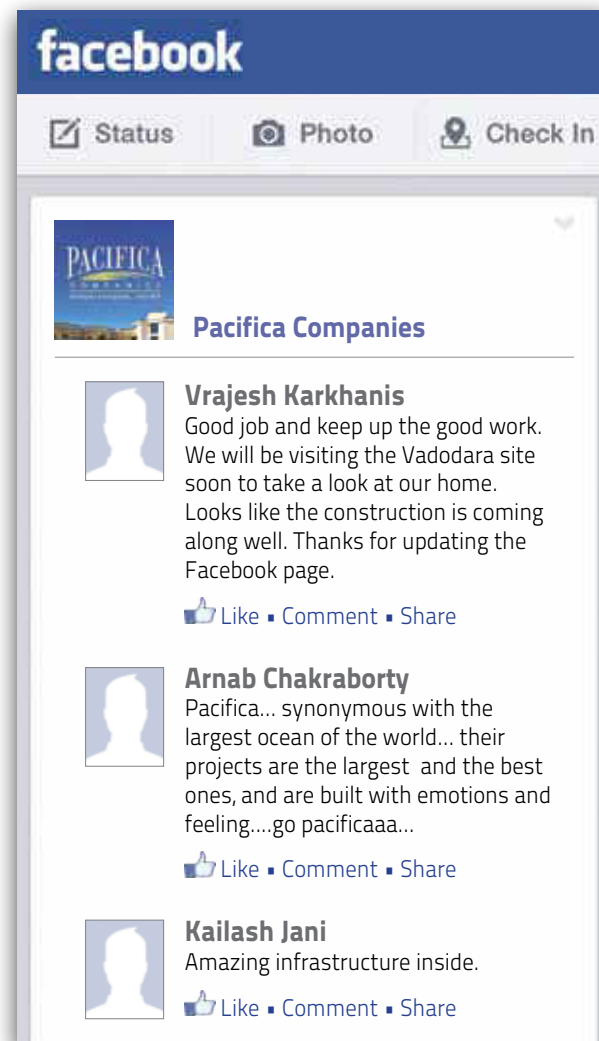 facebook
Status Photo Check In
PACIFICA
COMPANIES
Pacifica Companies
Vrajesh Karkhanis
Good job and keep up the good work.
We will be visiting the Vadodara site
soon to take a look at our home.
Looks like the construction is coming
along well. Thanks for updating the
Facebook page.
Like ▪ Comment ▪ Share
Arnab Chakraborty
Pacifica... synonymous with the
largest ocean of the world... their
projects are the largest and the best
ones, and are built with emotions and
feeling....go pacificaaa...
Like ▪ Comment ▪ Share
Kailash Jani
Amazing infrastructure inside.
Like ▪ Comment ▪ Share